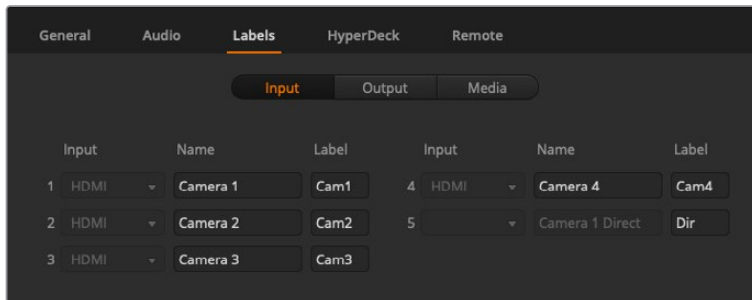 General Audio Labels HyperDeck Remote
Input Output Media
Input Name Label Input Name Label
1 HDMI Camera 1 Cam1 4 HDMI Camera 4 Cam4
2 HDMI Camera 2 Cam2 5 Camera 1 Direct Dir
3 HDMI Camera 3 Cam3